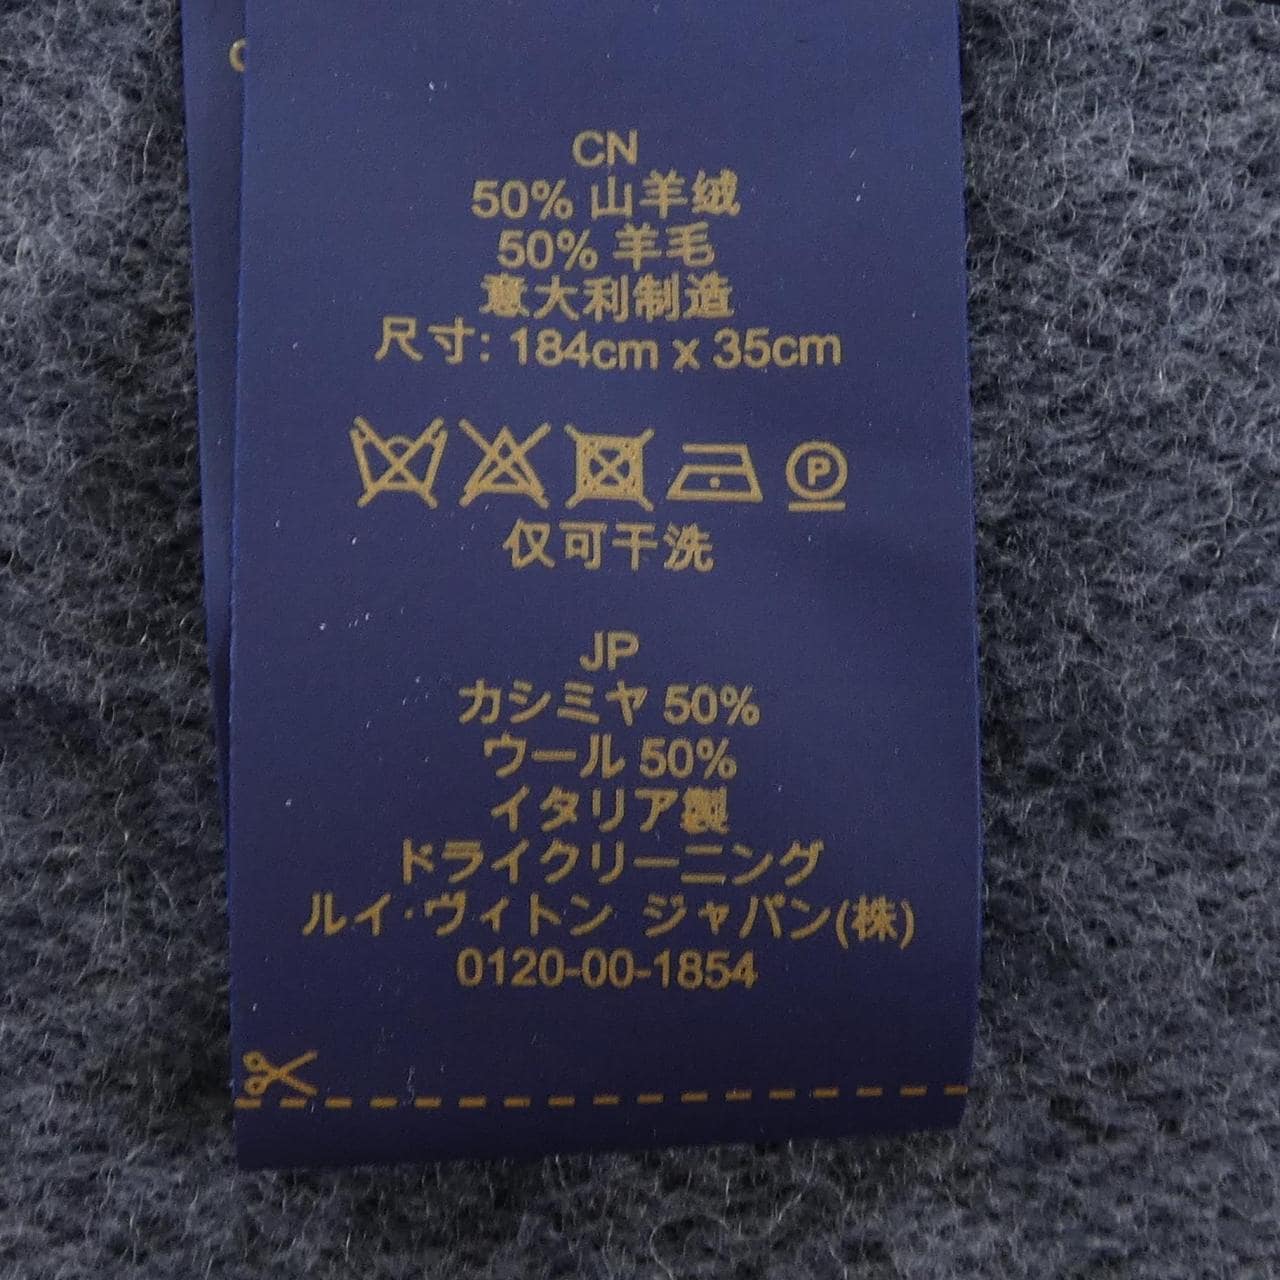 CN
50% 山羊绒
50% 羊毛
意大利制造
尺寸: 184cm x 35cm
P
仅可干洗
JP
カシミヤ 50%
ウール 50%
イタリア製
ドライクリーニング
ルイ·ヴィトン ジャパン(株)
0120-00-1854